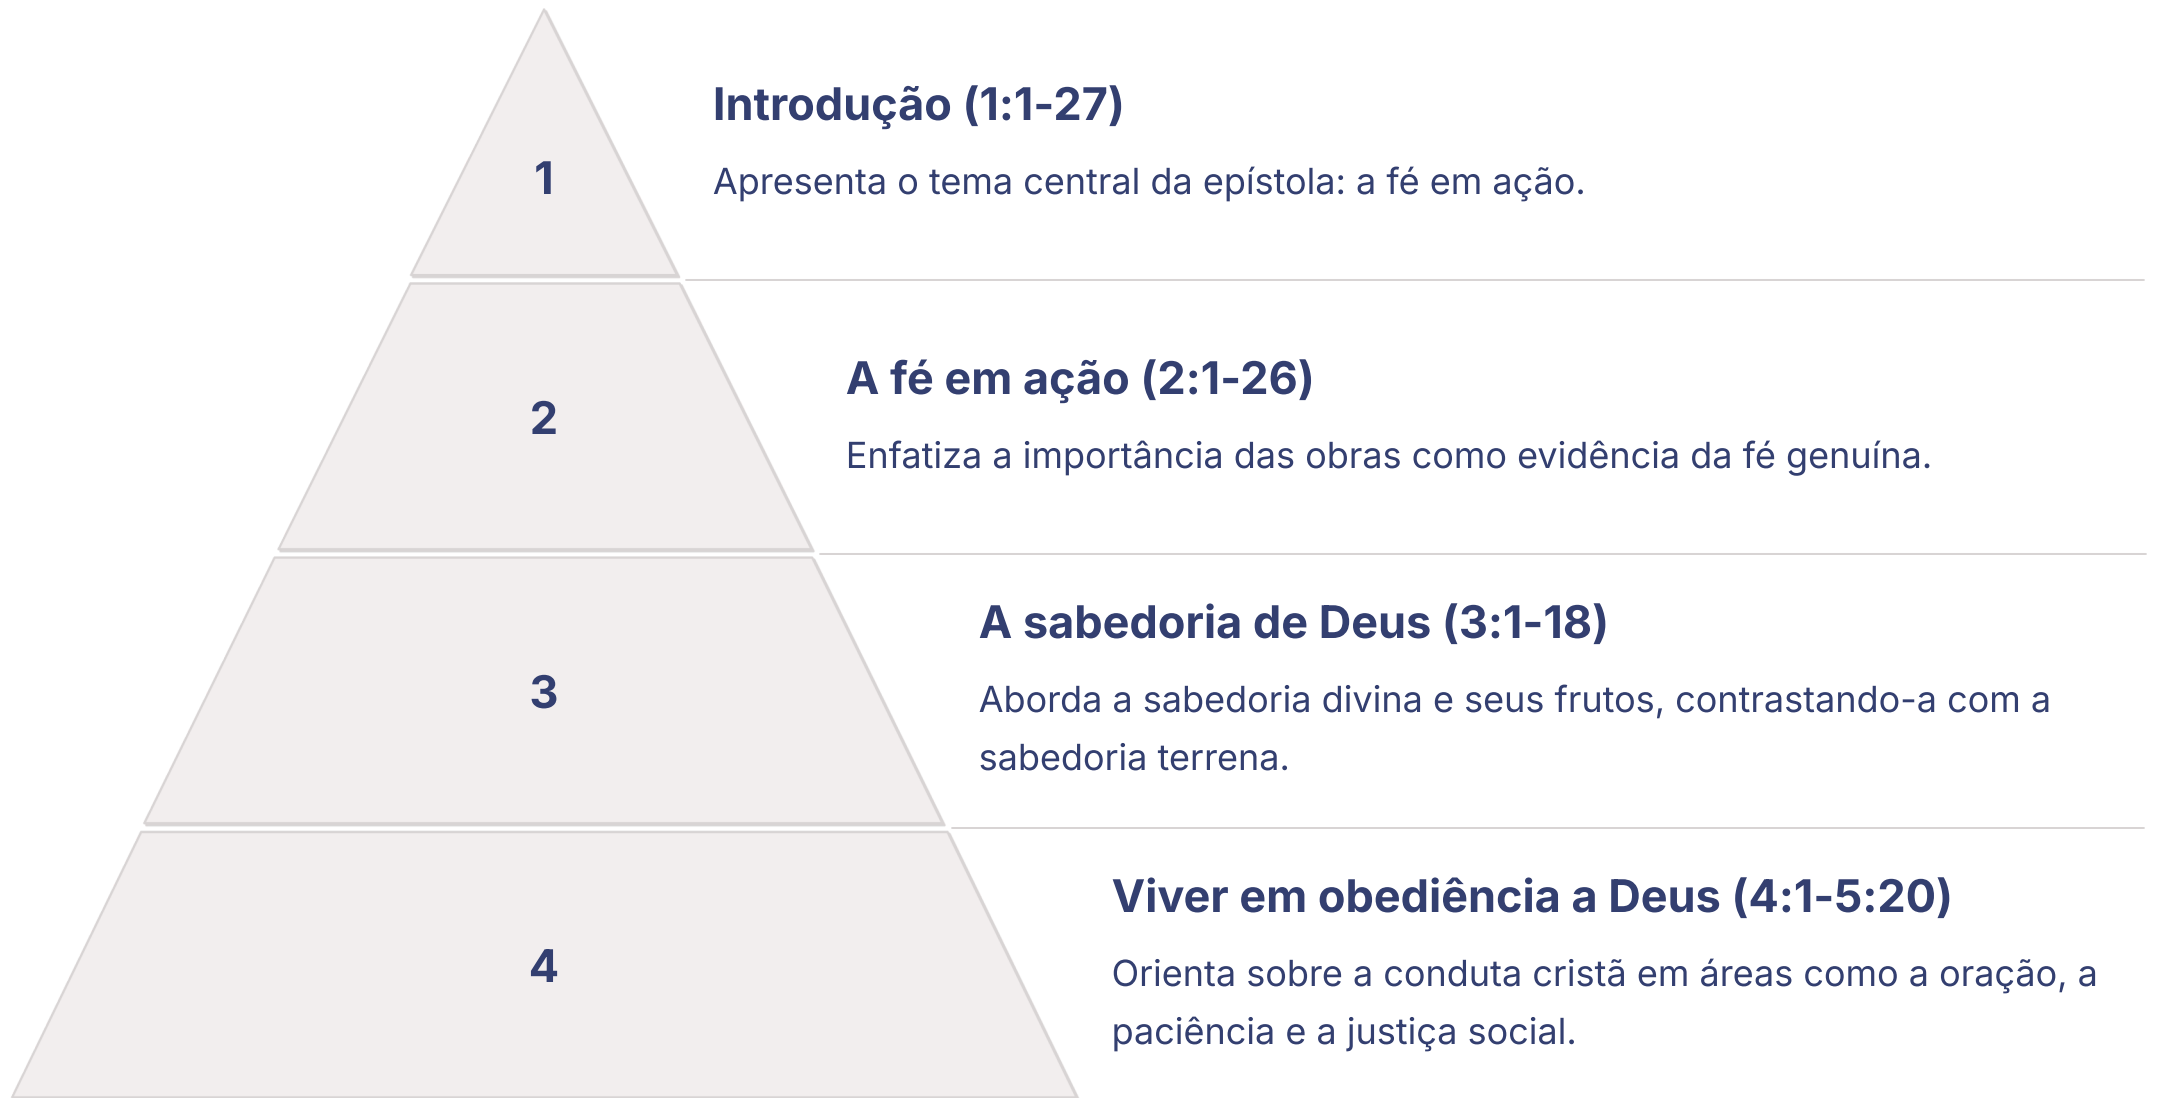 1
Introdução (1:1-27)
Apresenta o tema central da epístola: a fé em ação.
2
A fé em ação (2:1-26)
Enfatiza a importância das obras como evidência da fé genuína.
3
A sabedoria de Deus (3:1-18)
Aborda a sabedoria divina e seus frutos, contrastando-a com a
sabedoria terrena.
4
Viver em obediência a Deus (4:1-5:20)
Orienta sobre a conduta cristã em áreas como a oração, a
paciência e a justiça social.